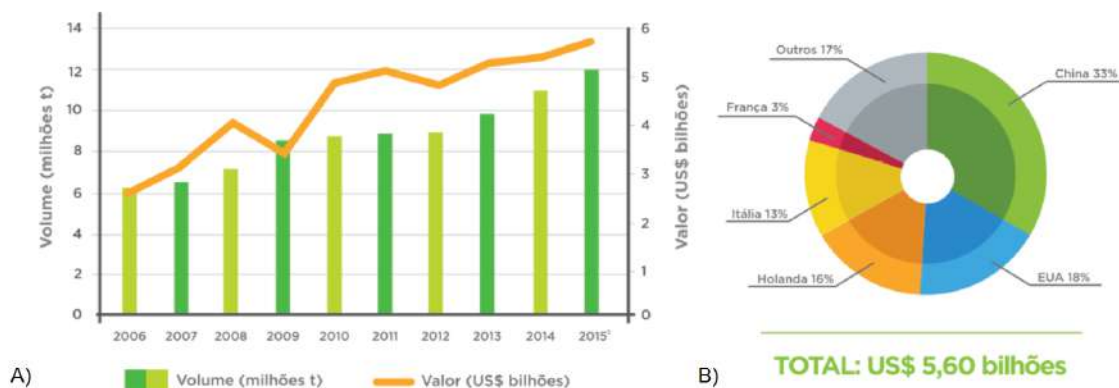 14
12
10
8
6
4
2
0
Volume (milhões t)
6
5
4
3
2
1
0
Valor (US$ bilhões)
2006 2007 2008 2009 2010 2011 2012 2013 2014 2015¹
A)
Volume (milhões t) Valor (US$ bilhões)
Outros 17%
China 33%
França 3%
Itália 13%
Holanda 16%
EUA 18%
TOTAL: US$ 5,60 bilhões
B)